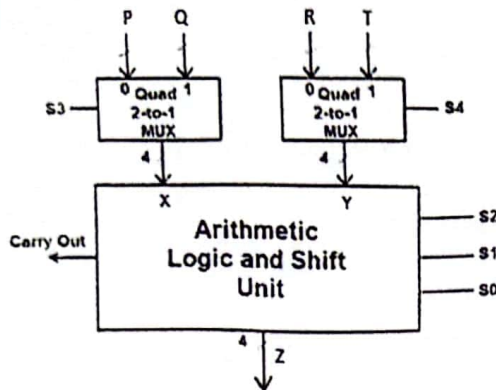 P Q R T
0 Quad 1 0 Quad 1
S3 2-to-1 2-to-1 S4
MUX MUX
4 4
X Y
Arithmetic S2
Carry Out Logic and Shift S1
Unit S0
4 Z